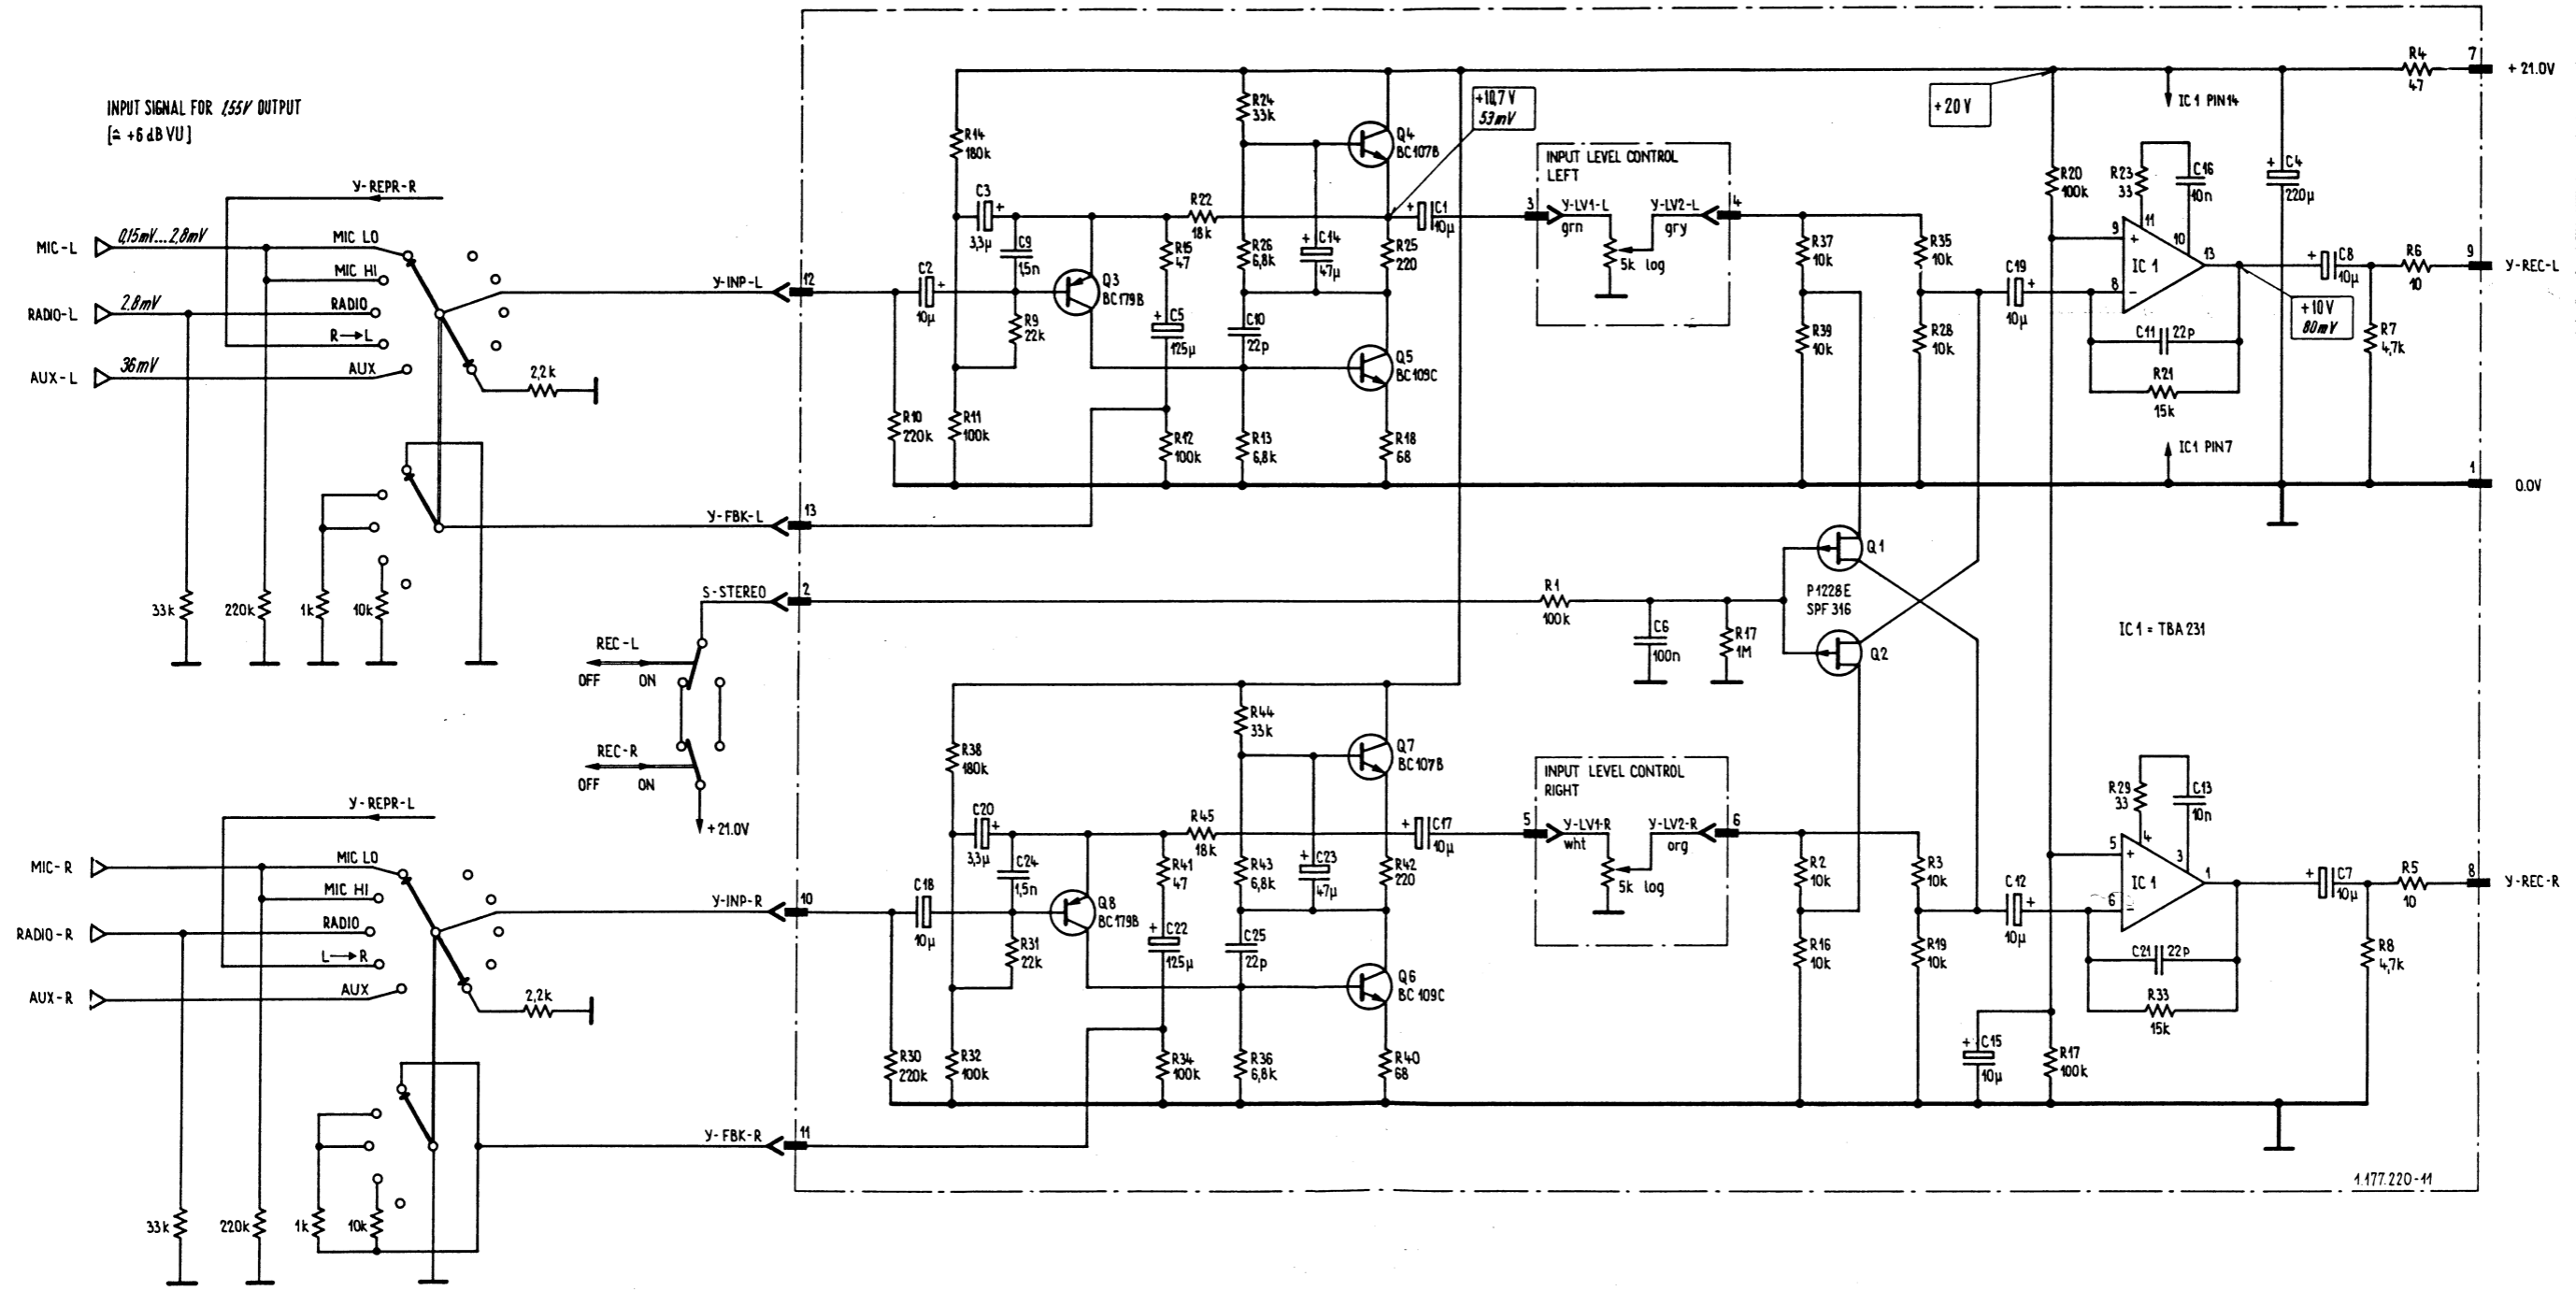 INPUT SIGNAL FOR 1,55V OUTPUT
[≙ +6 dB VU]
Y-REPR-R
MIC-L
0,15mV...2,8mV
MIC LO
MIC HI
RADIO-L
2,8mV
RADIO
R→L
AUX-L
36mV
AUX
2,2k
33k
220k
1k
10k
Y-INP-L
12
Y-FBK-L
13
S-STEREO
2
REC-L
OFF
ON
REC-R
OFF
ON
+21.0V
Y-REPR-L
MIC-R
MIC LO
MIC HI
RADIO-R
RADIO
L→R
AUX-R
AUX
2,2k
33k
220k
1k
10k
Y-INP-R
10
Y-FBK-R
11
R14
180k
C3
+
3,3µ
C9
1,5n
C2
+
10µ
R9
22k
Q3
BC179B
R10
220k
R11
100k
R22
18k
R15
47
+
C5
125µ
R12
100k
R24
33k
R26
6,8k
+
C14
47µ
C10
22p
R13
6,8k
Q4
BC107B
R25
220
Q5
BC109C
R18
68
+10,7V
53mV
+
C1
10µ
3
INPUT LEVEL CONTROL
LEFT
Y-LV1-L
grn
Y-LV2-L
gry
5k log
4
R37
10k
R39
10k
R35
10k
R28
10k
C19
+
10µ
+20V
R20
100k
IC1 PIN14
R23
33
C16
10n
+
C4
220µ
R4
47
7
+21.0V
9
+
11
10
IC 1
13
8
-
C11
22p
R21
15k
+
C8
10µ
+10V
80mV
R6
10
9
Y-REC-L
R7
4,7k
IC1 PIN7
1
0.0V
R1
100k
C6
100n
R17
1M
Q1
P1228E
SPF 316
Q2
IC 1 = TBA 231
R38
180k
C20
+
3,3µ
C24
1,5n
C18
+
10µ
R31
22k
Q8
BC179B
R30
220k
R32
100k
R45
18k
R41
47
+
C22
125µ
R34
100k
R44
33k
R43
6,8k
+
C23
47µ
C25
22p
R36
6,8k
Q7
BC107B
R42
220
Q6
BC 109C
R40
68
+
C17
10µ
5
INPUT LEVEL CONTROL
RIGHT
Y-LV1-R
wht
Y-LV2-R
org
5k log
6
R2
10k
R16
10k
R3
10k
R19
10k
C12
+
10µ
R29
33
C13
10n
5
+
4
3
IC 1
1
6
-
C21
22p
R33
15k
+
C15
10µ
R17
100k
+
C7
10µ
R5
10
8
Y-REC-R
R8
4,7k
1.177.220-11